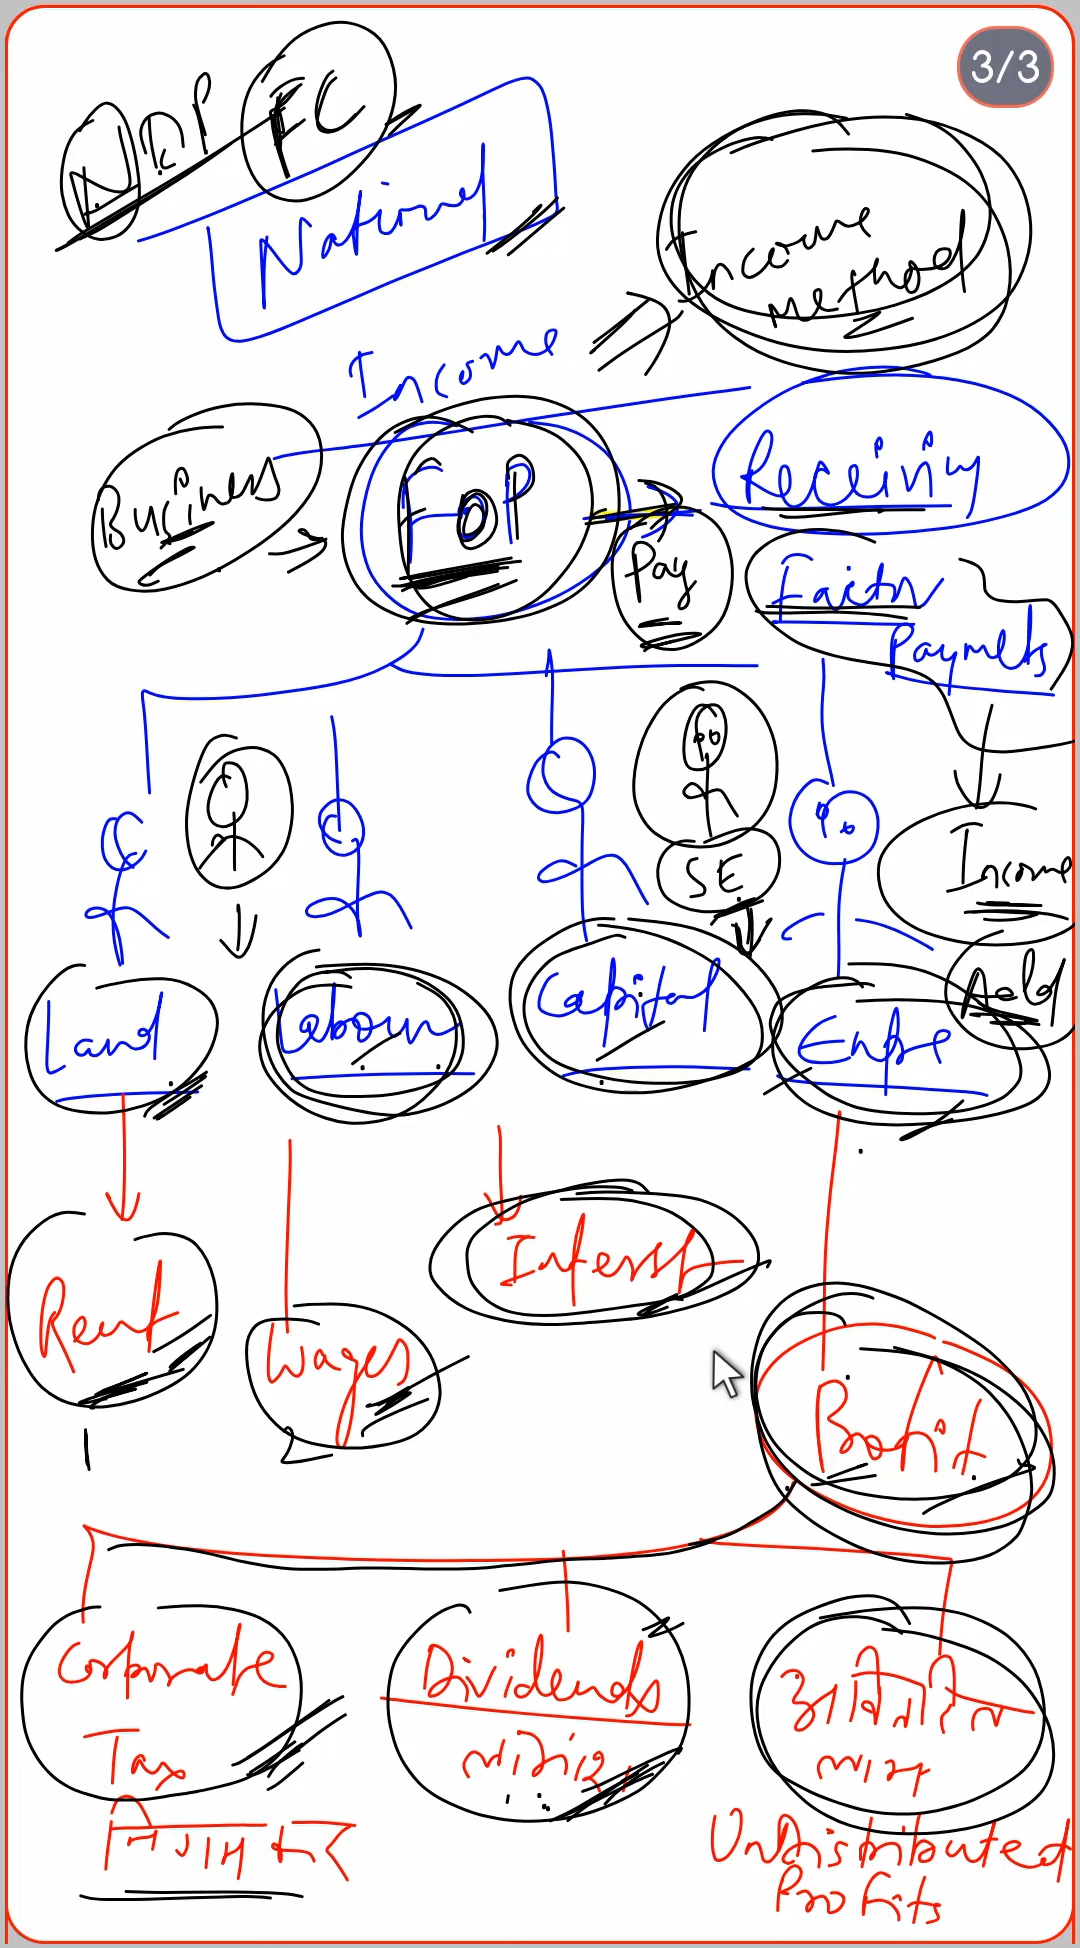 3/3
NDP FC
National
Income
Income
method
Business
FOP
Pay
Receiving
Factor
Payments
Income
SE
Land
Labour
Capital
Entre
Rent
Wages
Interest
Profit
Corporate
Tax
निगम कर
Dividends
लाभांश
अवितरित
लाभ
Undistributed
Profits